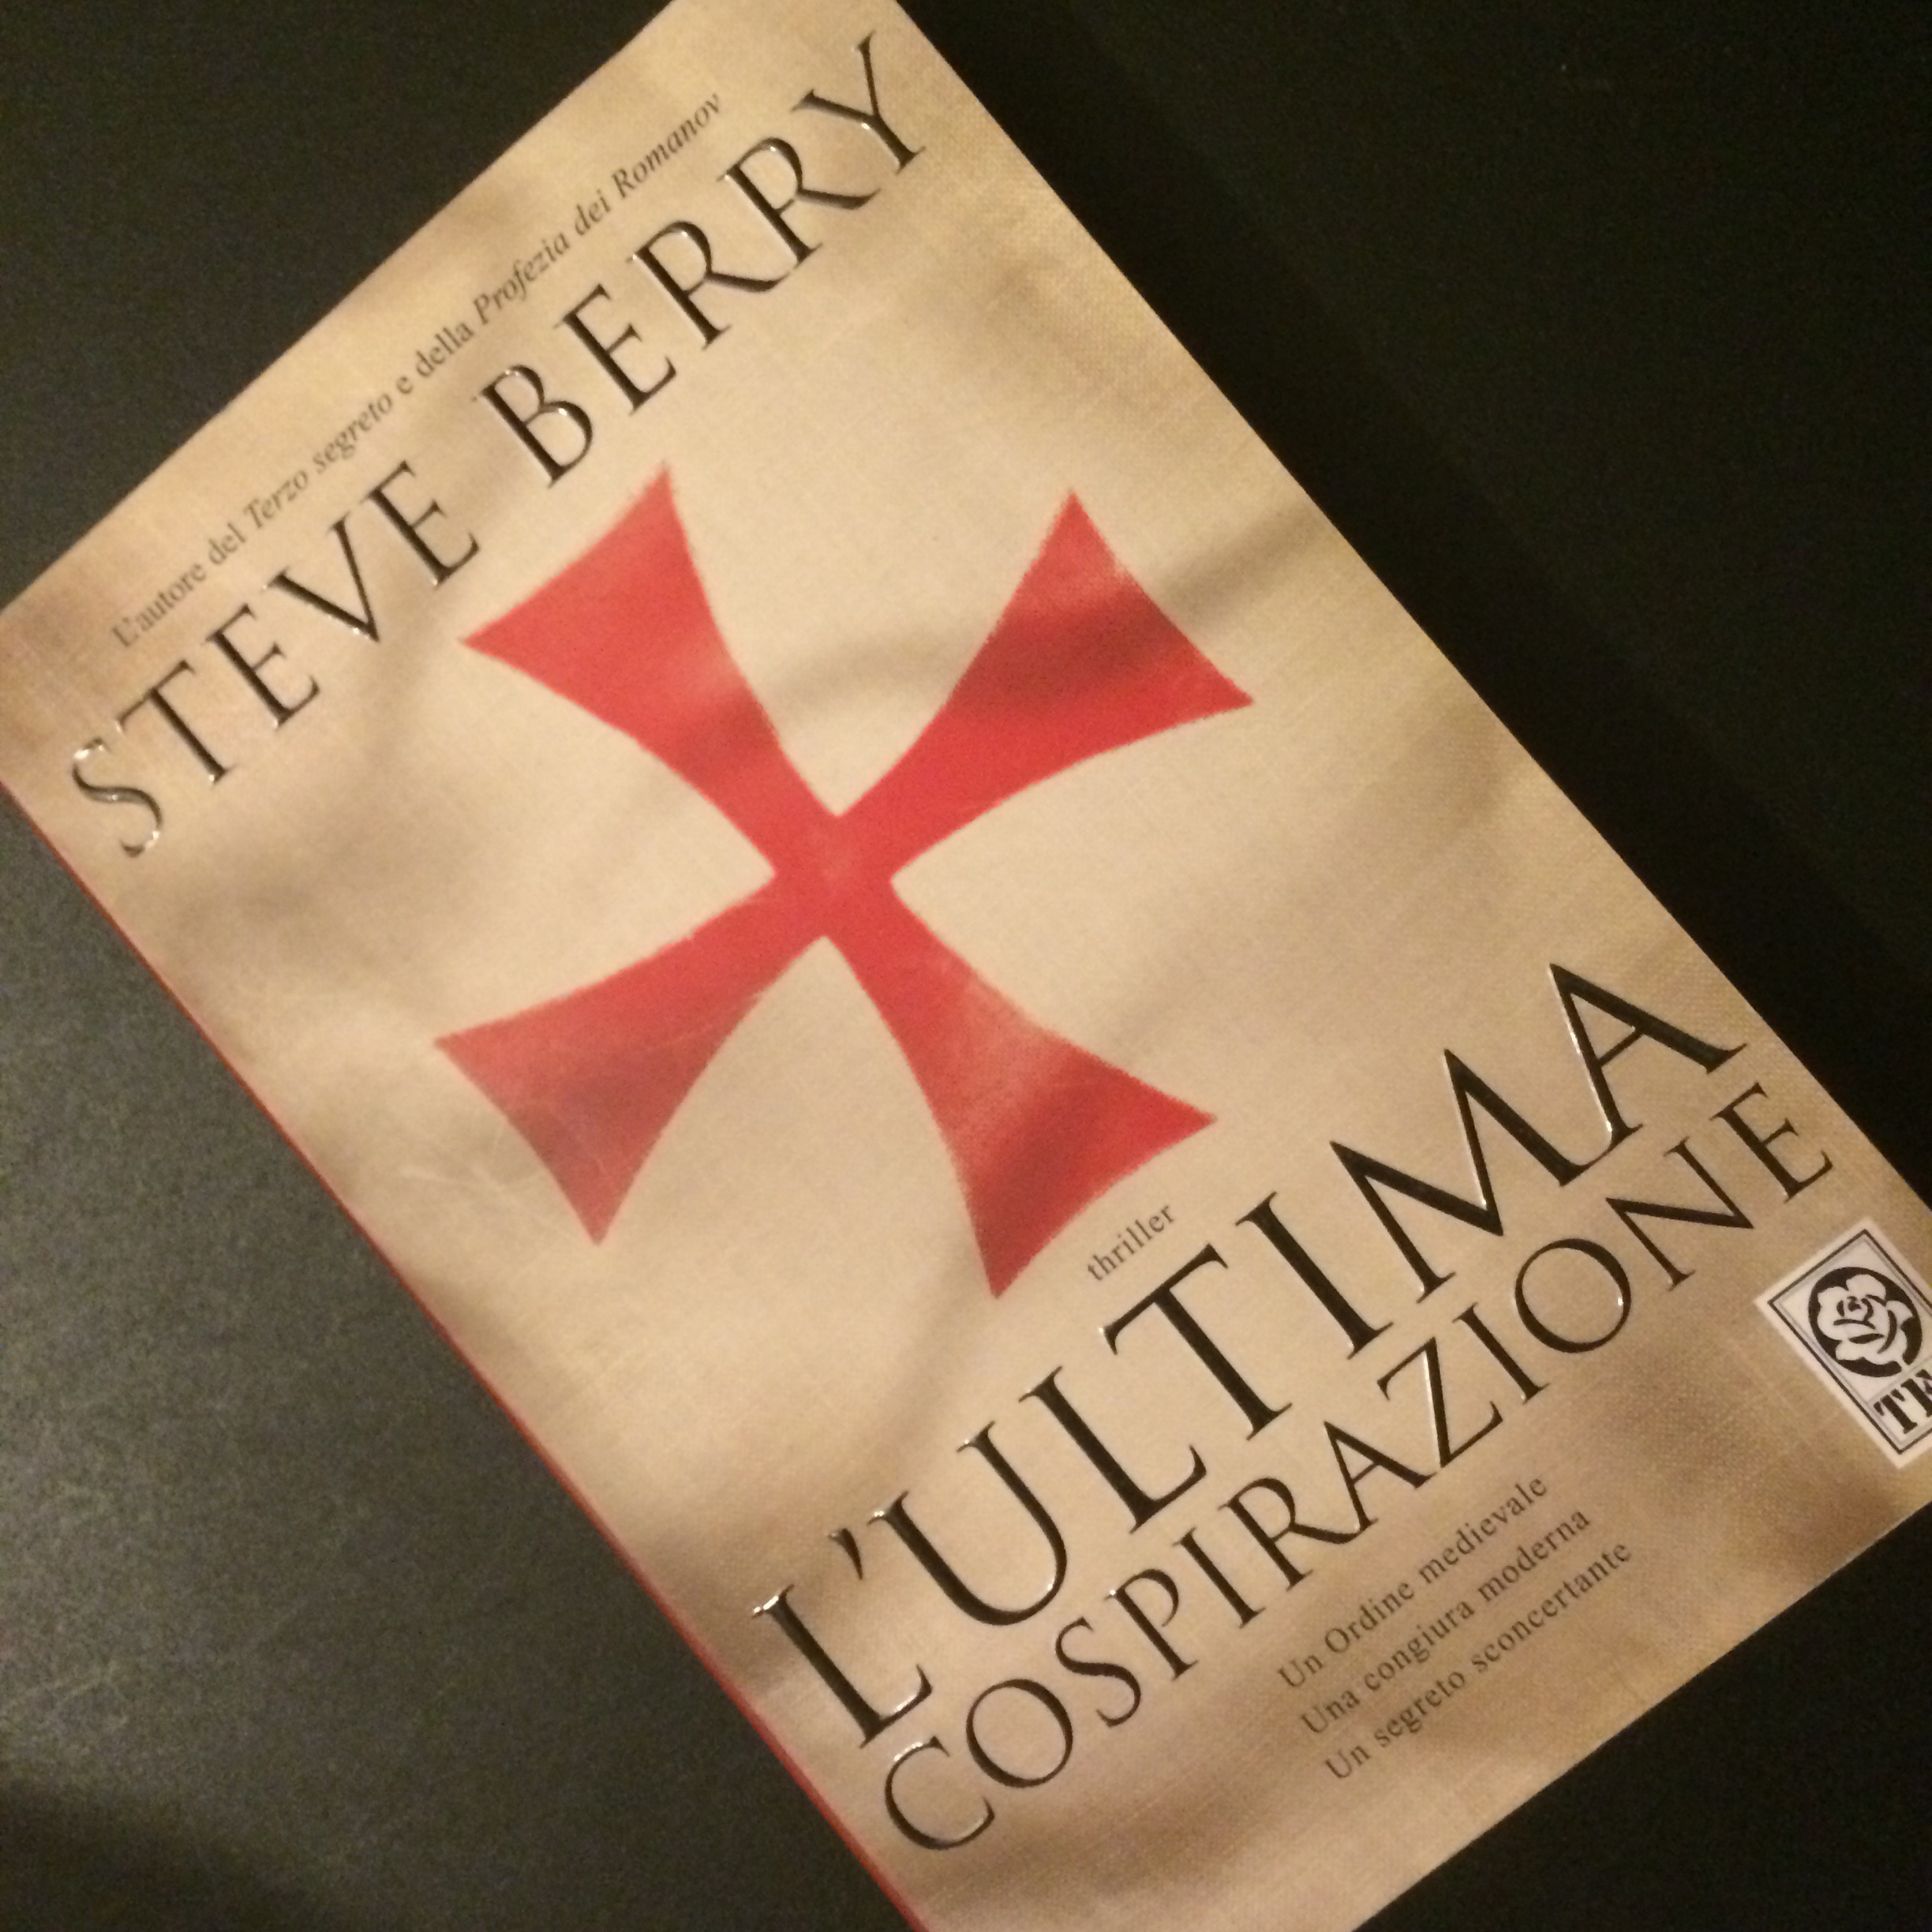 L'autore del Terzo segreto e della Profezia dei Romanov
STEVE BERRY
thriller
L'ULTIMA
COSPIRAZIONE
Un Ordine medievale
Una congiura moderna
Un segreto sconcertante